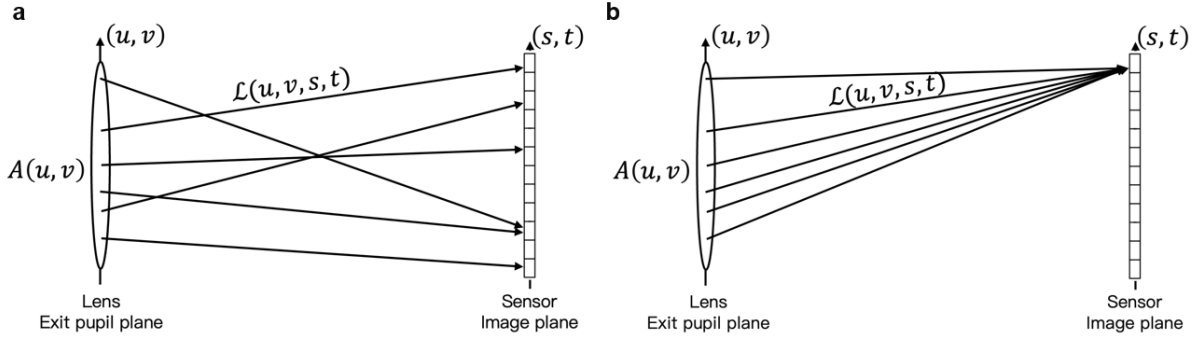 a
(u, v)
(s, t)
ℒ(u, v, s, t)
A(u, v)
Lens
Exit pupil plane
Sensor
Image plane
b
(u, v)
(s, t)
ℒ(u, v, s, t)
A(u, v)
Lens
Exit pupil plane
Sensor
Image plane